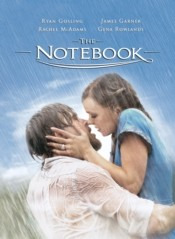 RYAN GOSLING JAMES GARNER
RACHEL McADAMS GENA ROWLANDS
THE
NOTEBOOK